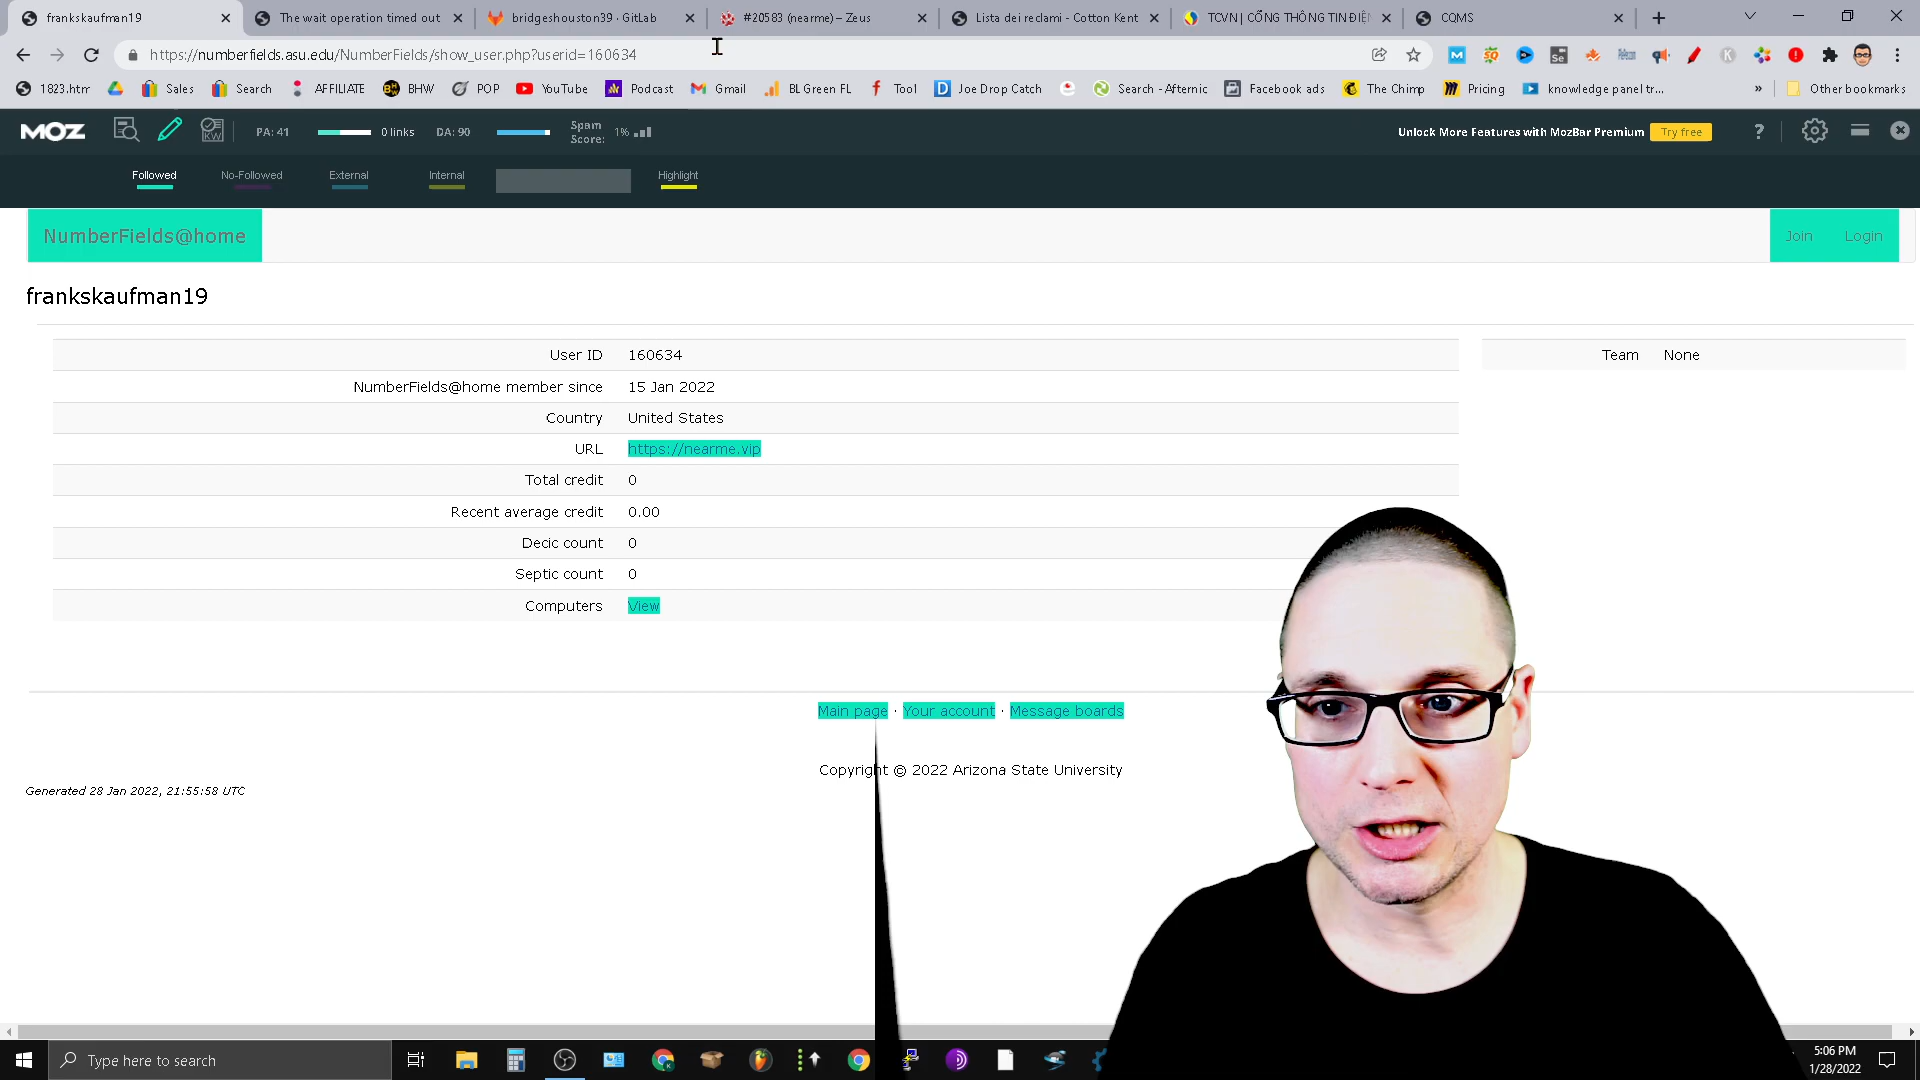 frankskaufman19
The wait operation timed out
bridgeshouston39 · GitLab
#20583 (nearme) – Zeus
Lista dei reclami - Cotton Kent
TCVN | CỔNG THÔNG TIN ĐIỆN
CQMS
https://numberfields.asu.edu/NumberFields/show_user.php?userid=160634
1823.htm
Sales
Search
AFFILIATE
BHW
POP
YouTube
Podcast
Gmail
BL Green FL
Tool
Joe Drop Catch
Search - Afternic
Facebook ads
The Chimp
Pricing
knowledge panel tr...
»
Other bookmarks
MOZ
PA: 41
0 links
DA: 90
Spam Score:
1%
Unlock More Features with MozBar Premium
Try free
?
Followed
No-Followed
External
Internal
Highlight
NumberFields@home
Join
Login
frankskaufman19
User ID 160634
NumberFields@home member since 15 Jan 2022
Country United States
URL https://nearme.vip
Total credit 0
Recent average credit 0.00
Decic count 0
Septic count 0
Computers View
Team None
Main page · Your account · Message boards
Copyright © 2022 Arizona State University
Generated 28 Jan 2022, 21:55:58 UTC
Type here to search
5:06 PM
1/28/2022